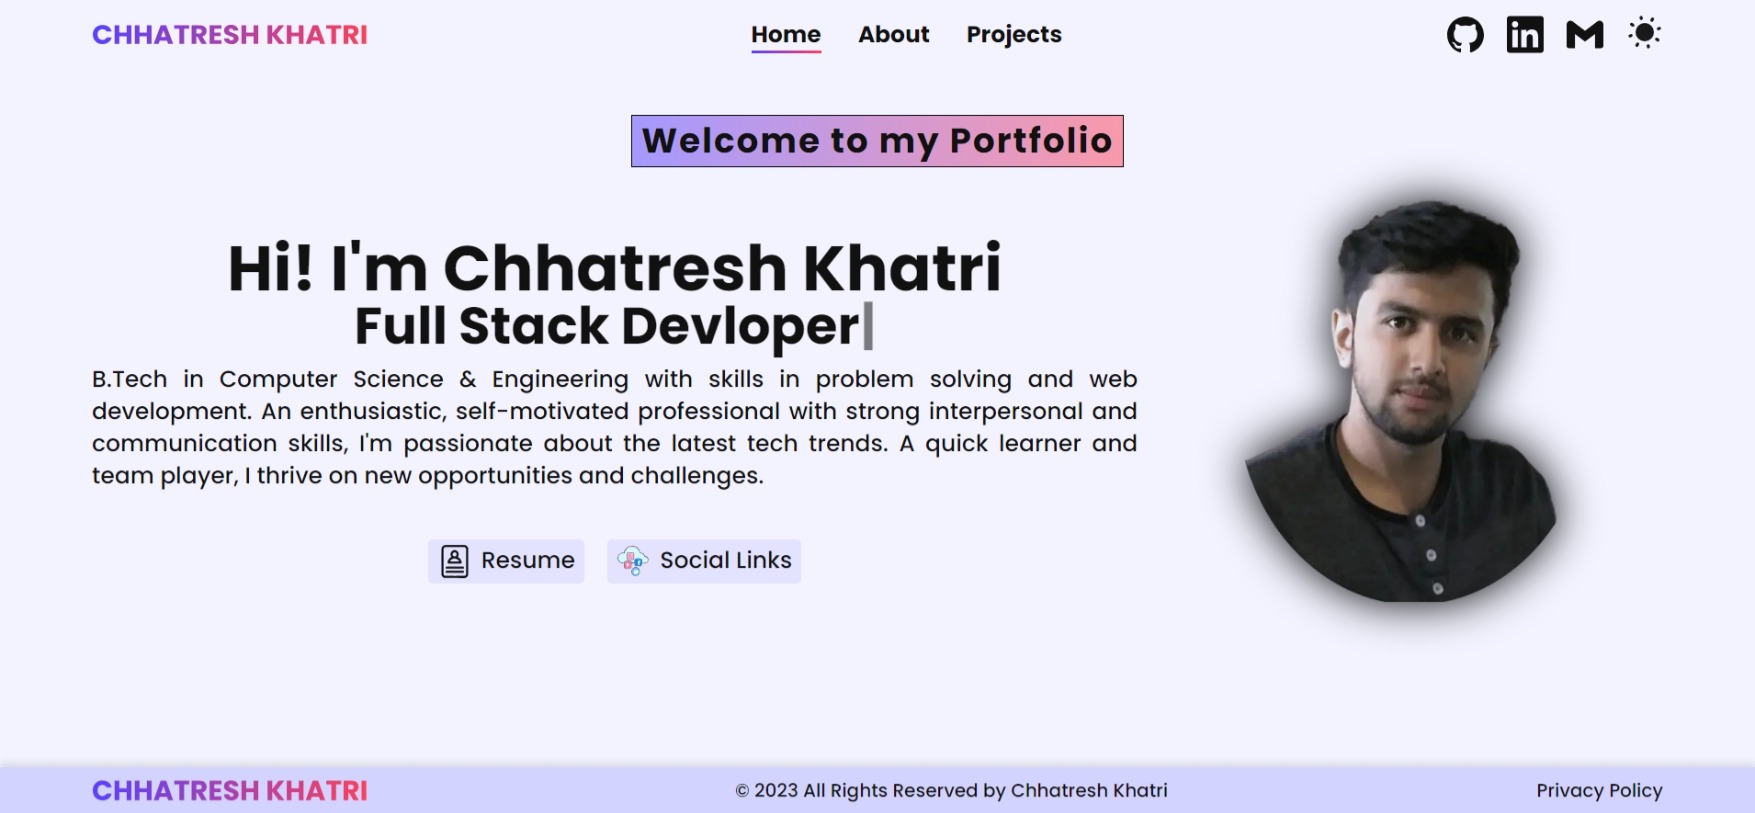 CHHATRESH KHATRI
Home About Projects
Welcome to my Portfolio
Hi! I'm Chhatresh Khatri
Full Stack Devloper
B.Tech in Computer Science & Engineering with skills in problem solving and web
development. An enthusiastic, self-motivated professional with strong interpersonal and
communication skills, I'm passionate about the latest tech trends. A quick learner and
team player, I thrive on new opportunities and challenges.
Resume Social Links
CHHATRESH KHATRI
© 2023 All Rights Reserved by Chhatresh Khatri
Privacy Policy